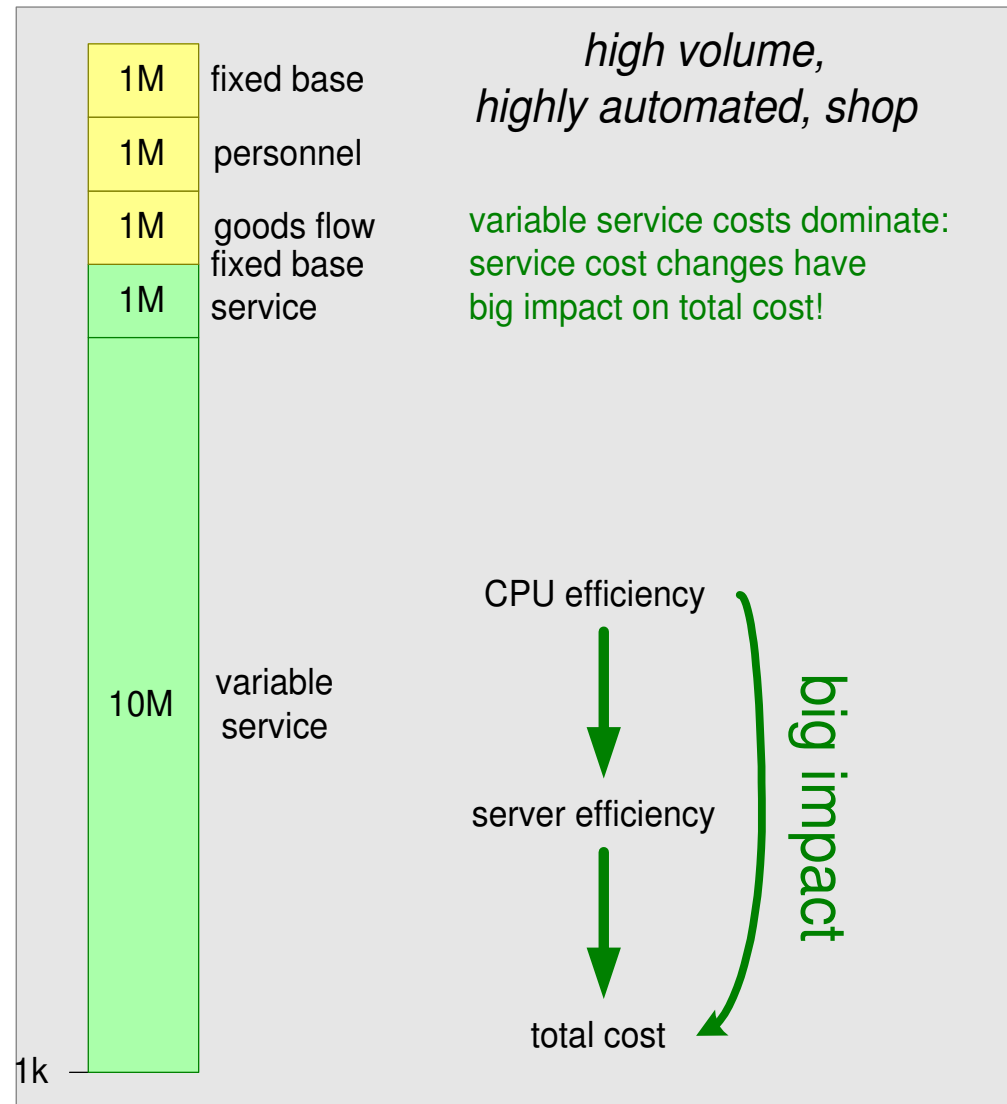 high volume,
highly automated, shop
1M fixed base
1M personnel
1M goods flow
fixed base
1M service
variable service costs dominate:
service cost changes have
big impact on total cost!
10M variable
service
CPU efficiency
server efficiency
total cost
big impact
1k